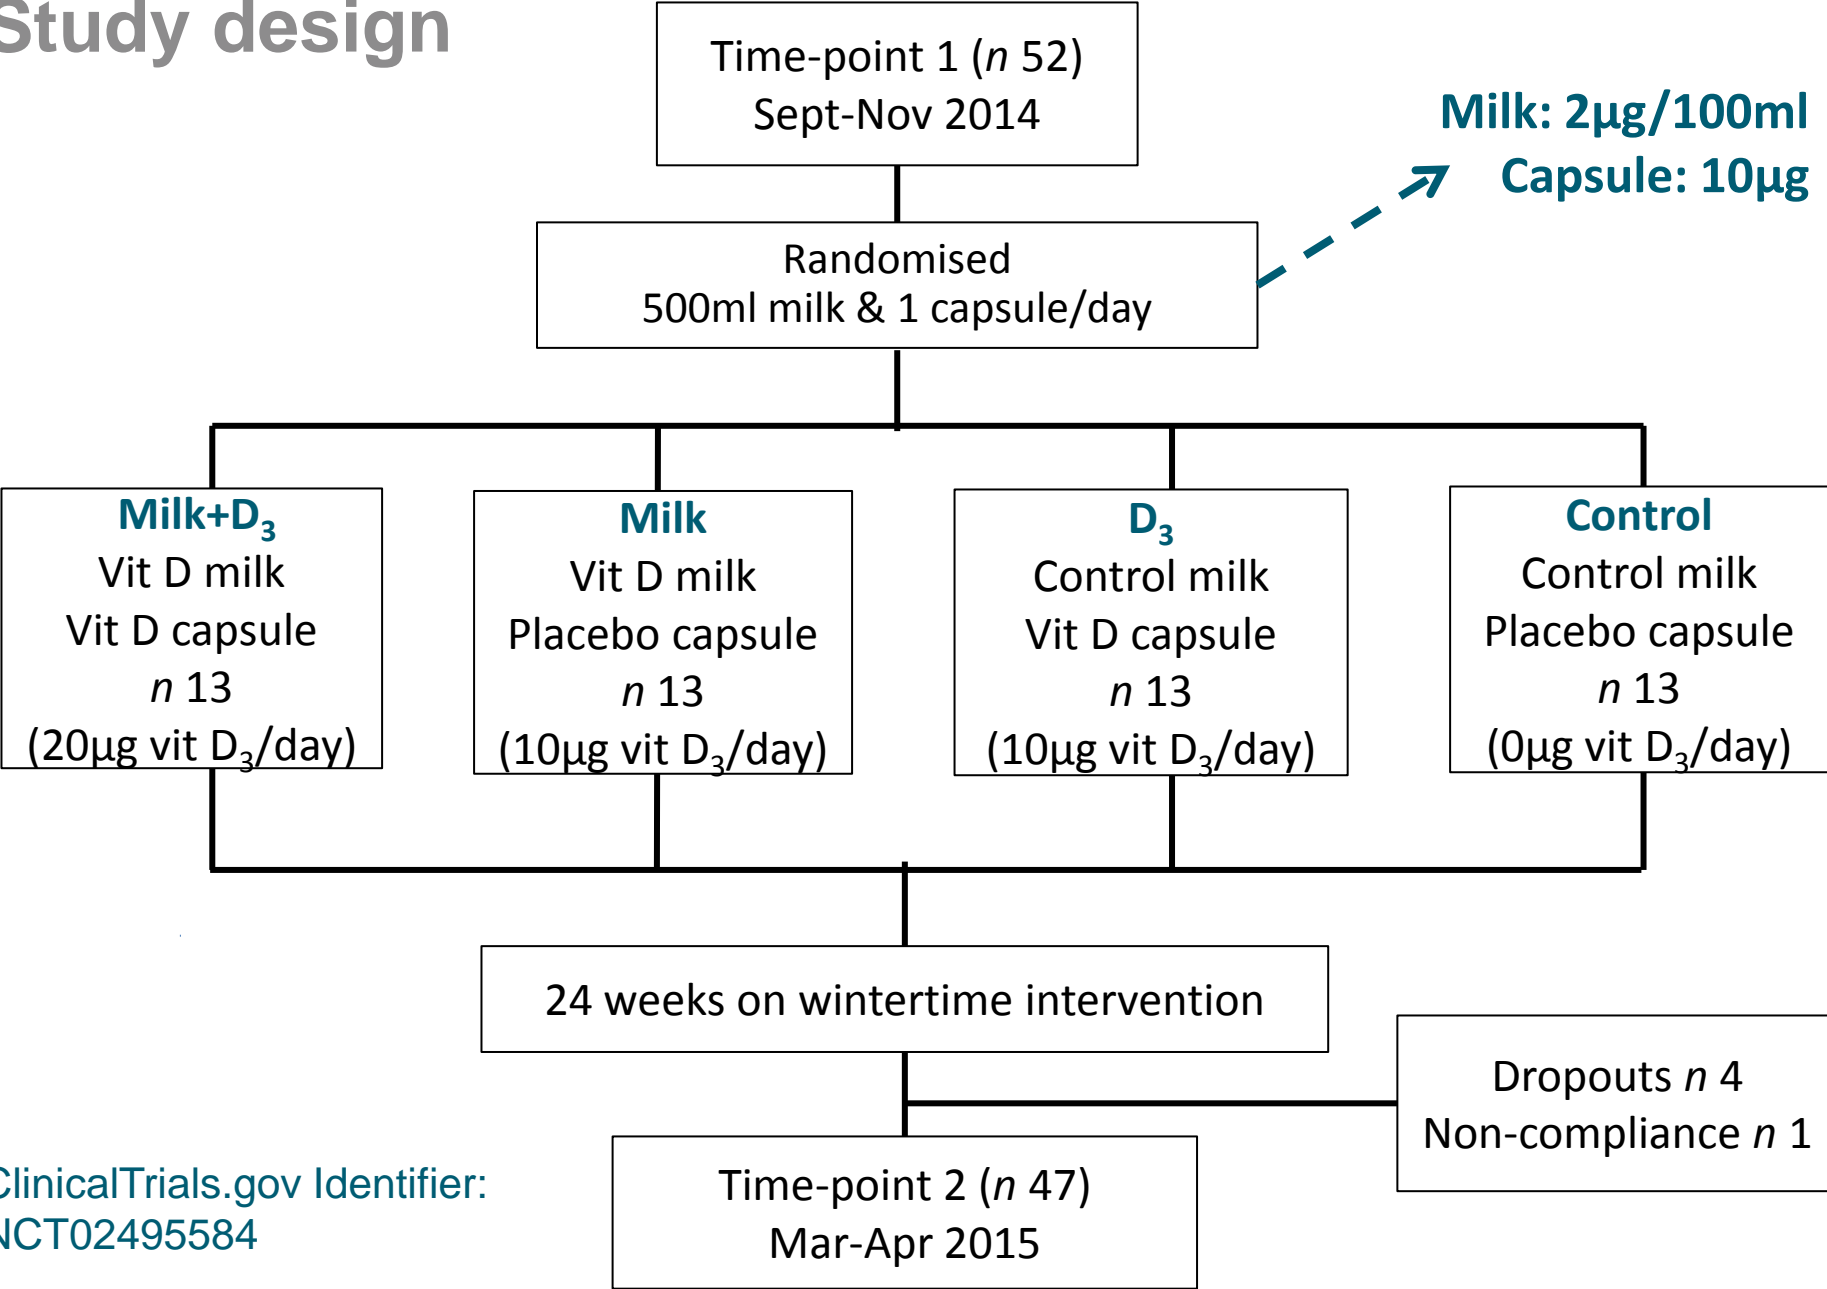 Study design
Time-point 1 (n 52)
Sept-Nov 2014
Milk: 2µg/100ml
Capsule: 10µg
Randomised
500ml milk & 1 capsule/day
Milk+D₃
Vit D milk
Vit D capsule
n 13
(20µg vit D₃/day)
Milk
Vit D milk
Placebo capsule
n 13
(10µg vit D₃/day)
D₃
Control milk
Vit D capsule
n 13
(10µg vit D₃/day)
Control
Control milk
Placebo capsule
n 13
(0µg vit D₃/day)
24 weeks on wintertime intervention
Dropouts n 4
Non-compliance n 1
Time-point 2 (n 47)
Mar-Apr 2015
ClinicalTrials.gov Identifier:
NCT02495584